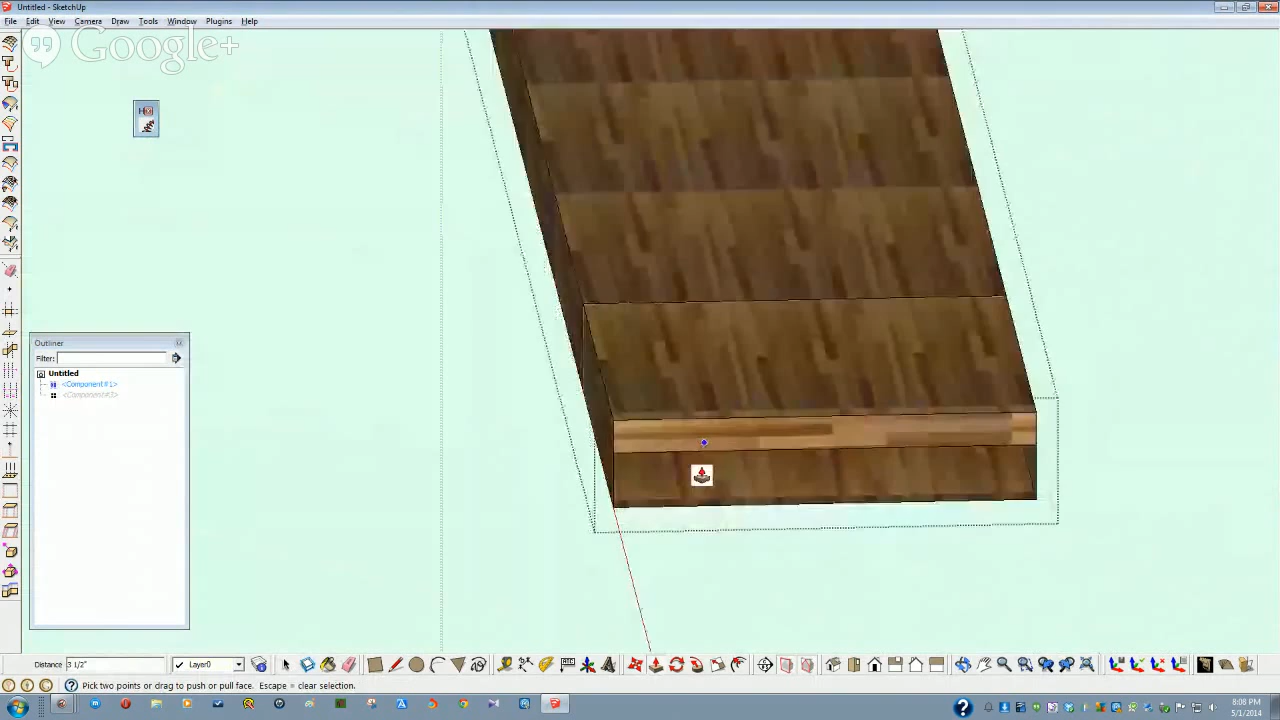 Untitled - SketchUp
File Edit View Camera Draw Tools Window Plugins Help
Google+
Outliner
Filter:
Untitled
<Component#1>
<Component#3>
Distance 3 1/2" Layer0
Pick two points or drag to push or pull face. Escape = clear selection.
8:08 PM
5/1/2014